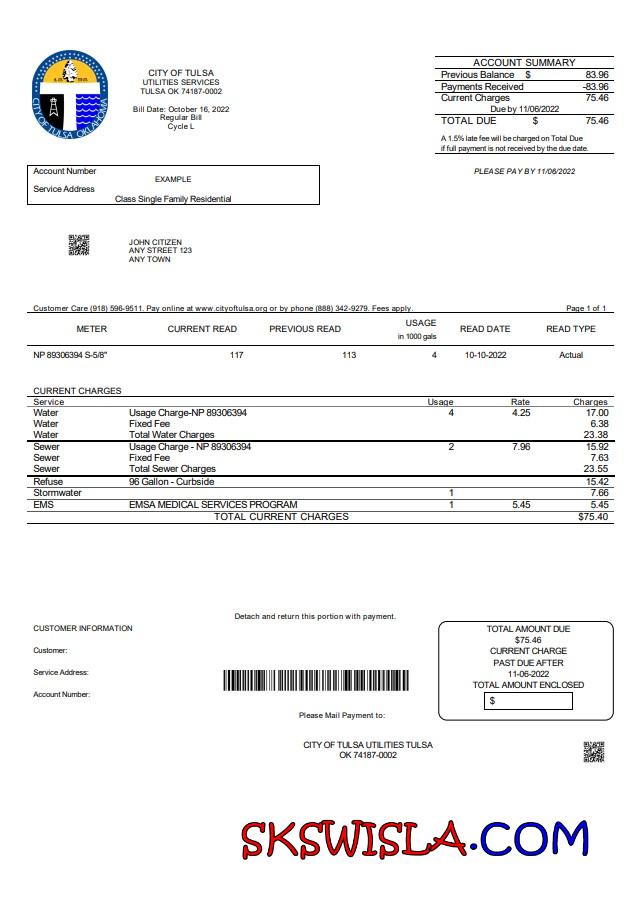 CITY OF TULSA OKLAHOMA
CITY OF TULSA
UTILITIES SERVICES
TULSA OK 74187-0002
Bill Date: October 16, 2022
Regular Bill
Cycle L
ACCOUNT SUMMARY
Previous Balance $ 83.96
Payments Received -83.96
Current Charges 75.46
Due by 11/06/2022
TOTAL DUE $ 75.46
A 1.5% late fee will be charged on Total Due
if full payment is not received by the due date.
PLEASE PAY BY 11/06/2022
Account Number
EXAMPLE
Service Address
Class Single Family Residential
JOHN CITIZEN
ANY STREET 123
ANY TOWN
Customer Care (918) 596-9511. Pay online at www.cityoftulsa.org or by phone (888) 342-9279. Fees apply. Page 1 of 1
METER CURRENT READ PREVIOUS READ USAGE in 1000 gals READ DATE READ TYPE
NP 89306394 S-5/8" 117 113 4 10-10-2022 Actual
CURRENT CHARGES
Service Usage Rate Charges
Water Usage Charge-NP 89306394 4 4.25 17.00
Water Fixed Fee 6.38
Water Total Water Charges 23.38
Sewer Usage Charge - NP 89306394 2 7.96 15.92
Sewer Fixed Fee 7.63
Sewer Total Sewer Charges 23.55
Refuse 96 Gallon - Curbside 15.42
Stormwater 1 7.66
EMS EMSA MEDICAL SERVICES PROGRAM 1 5.45 5.45
TOTAL CURRENT CHARGES $75.40
Detach and return this portion with payment.
CUSTOMER INFORMATION
Customer:
Service Address:
Account Number:
TOTAL AMOUNT DUE
$75.46
CURRENT CHARGE
PAST DUE AFTER
11-06-2022
TOTAL AMOUNT ENCLOSED
$
Please Mail Payment to:
CITY OF TULSA UTILITIES TULSA
OK 74187-0002
SKSWISLA.COM